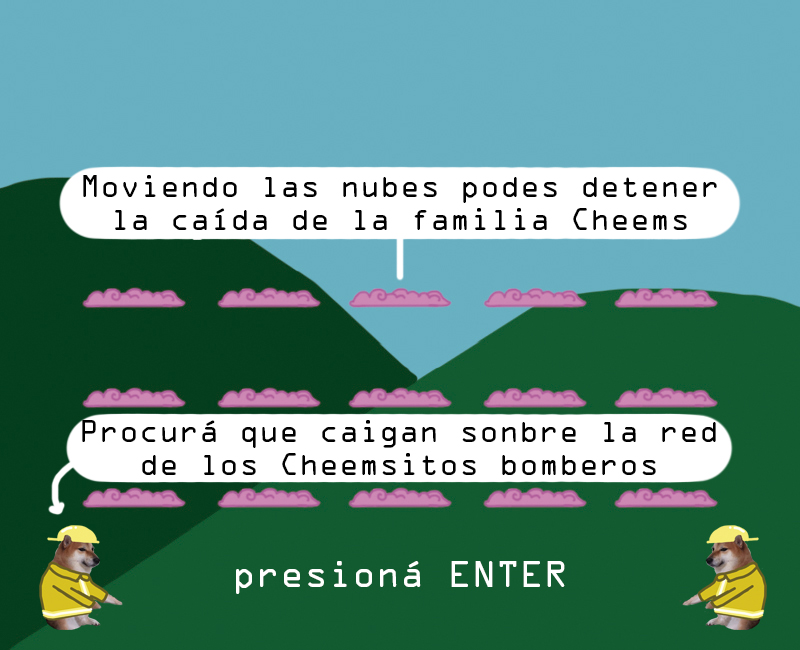 Moviendo las nubes podes detener
la caída de la familia Cheems
Procurá que caigan sonbre la red
de los Cheemsitos bomberos
presioná ENTER